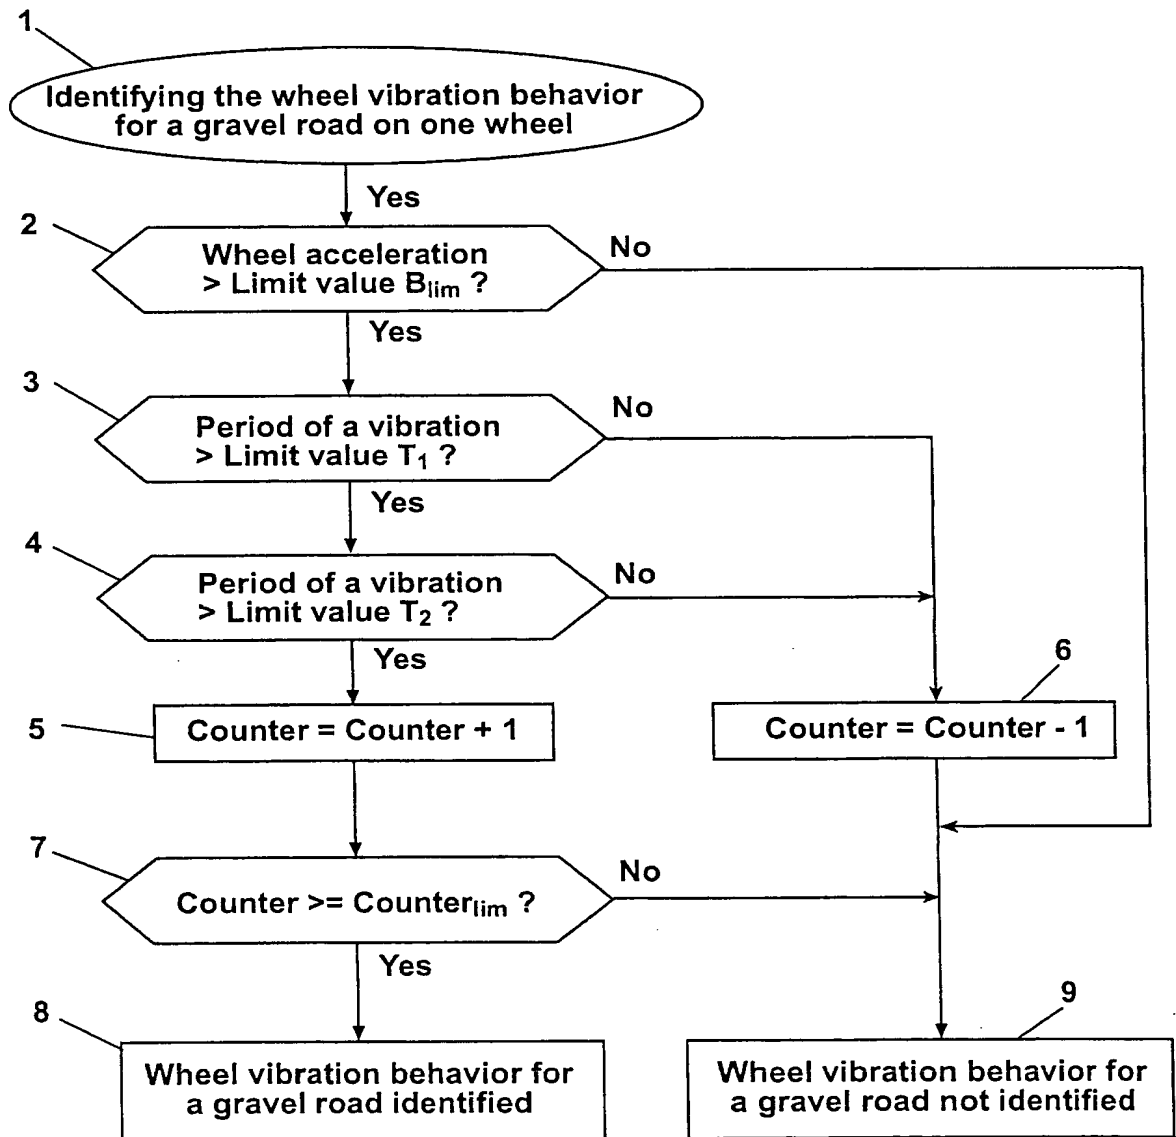 1
Identifying the wheel vibration behavior
for a gravel road on one wheel
Yes
2
Wheel acceleration
> Limit value Blim ?
No
Yes
3
Period of a vibration
> Limit value T1 ?
No
Yes
4
Period of a vibration
> Limit value T2 ?
No
Yes
5
Counter = Counter + 1
6
Counter = Counter - 1
7
Counter >= Counterlim ?
No
Yes
8
Wheel vibration behavior for
a gravel road identified
9
Wheel vibration behavior for
a gravel road not identified